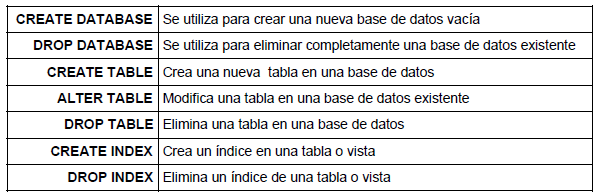 CREATE DATABASE Se utiliza para crear una nueva base de datos vacía
DROP DATABASE Se utiliza para eliminar completamente una base de datos existente
CREATE TABLE Crea una nueva tabla en una base de datos
ALTER TABLE Modifica una tabla en una base de datos existente
DROP TABLE Elimina una tabla en una base de datos
CREATE INDEX Crea un índice en una tabla o vista
DROP INDEX Elimina un índice de una tabla o vista